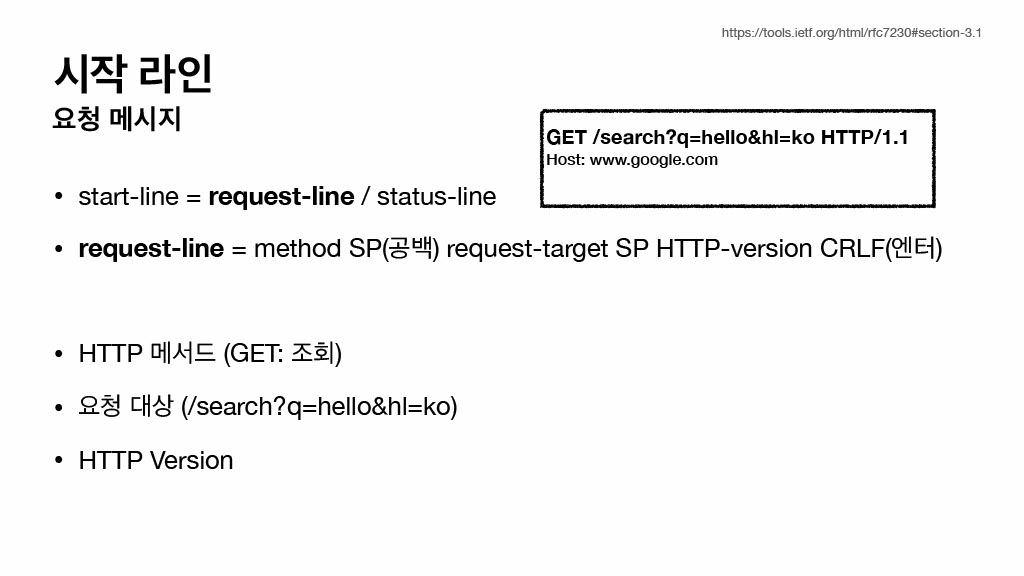 https://tools.ietf.org/html/rfc7230#section-3.1
시작 라인
요청 메시지
GET /search?q=hello&hl=ko HTTP/1.1
Host: www.google.com
• start-line = request-line / status-line
• request-line = method SP(공백) request-target SP HTTP-version CRLF(엔터)
• HTTP 메서드 (GET: 조회)
• 요청 대상 (/search?q=hello&hl=ko)
• HTTP Version